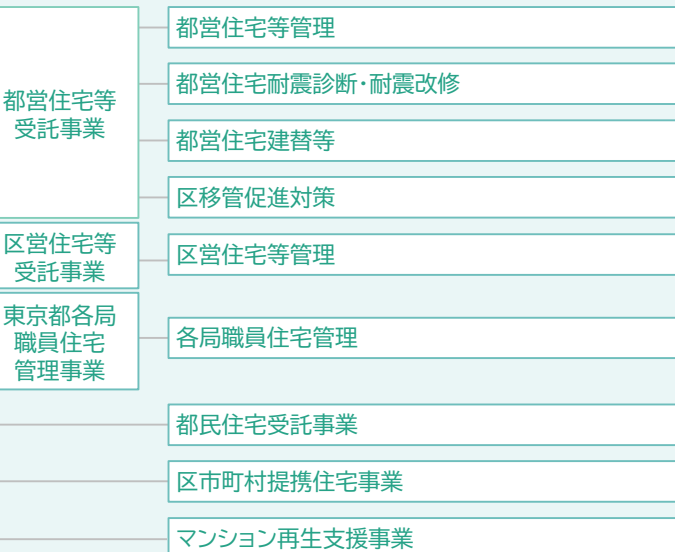 都営住宅等
受託事業
都営住宅等管理
都営住宅耐震診断・耐震改修
都営住宅建替等
区移管促進対策
区営住宅等
受託事業
区営住宅等管理
東京都各局
職員住宅
管理事業
各局職員住宅管理
都民住宅受託事業
区市町村提携住宅事業
マンション再生支援事業